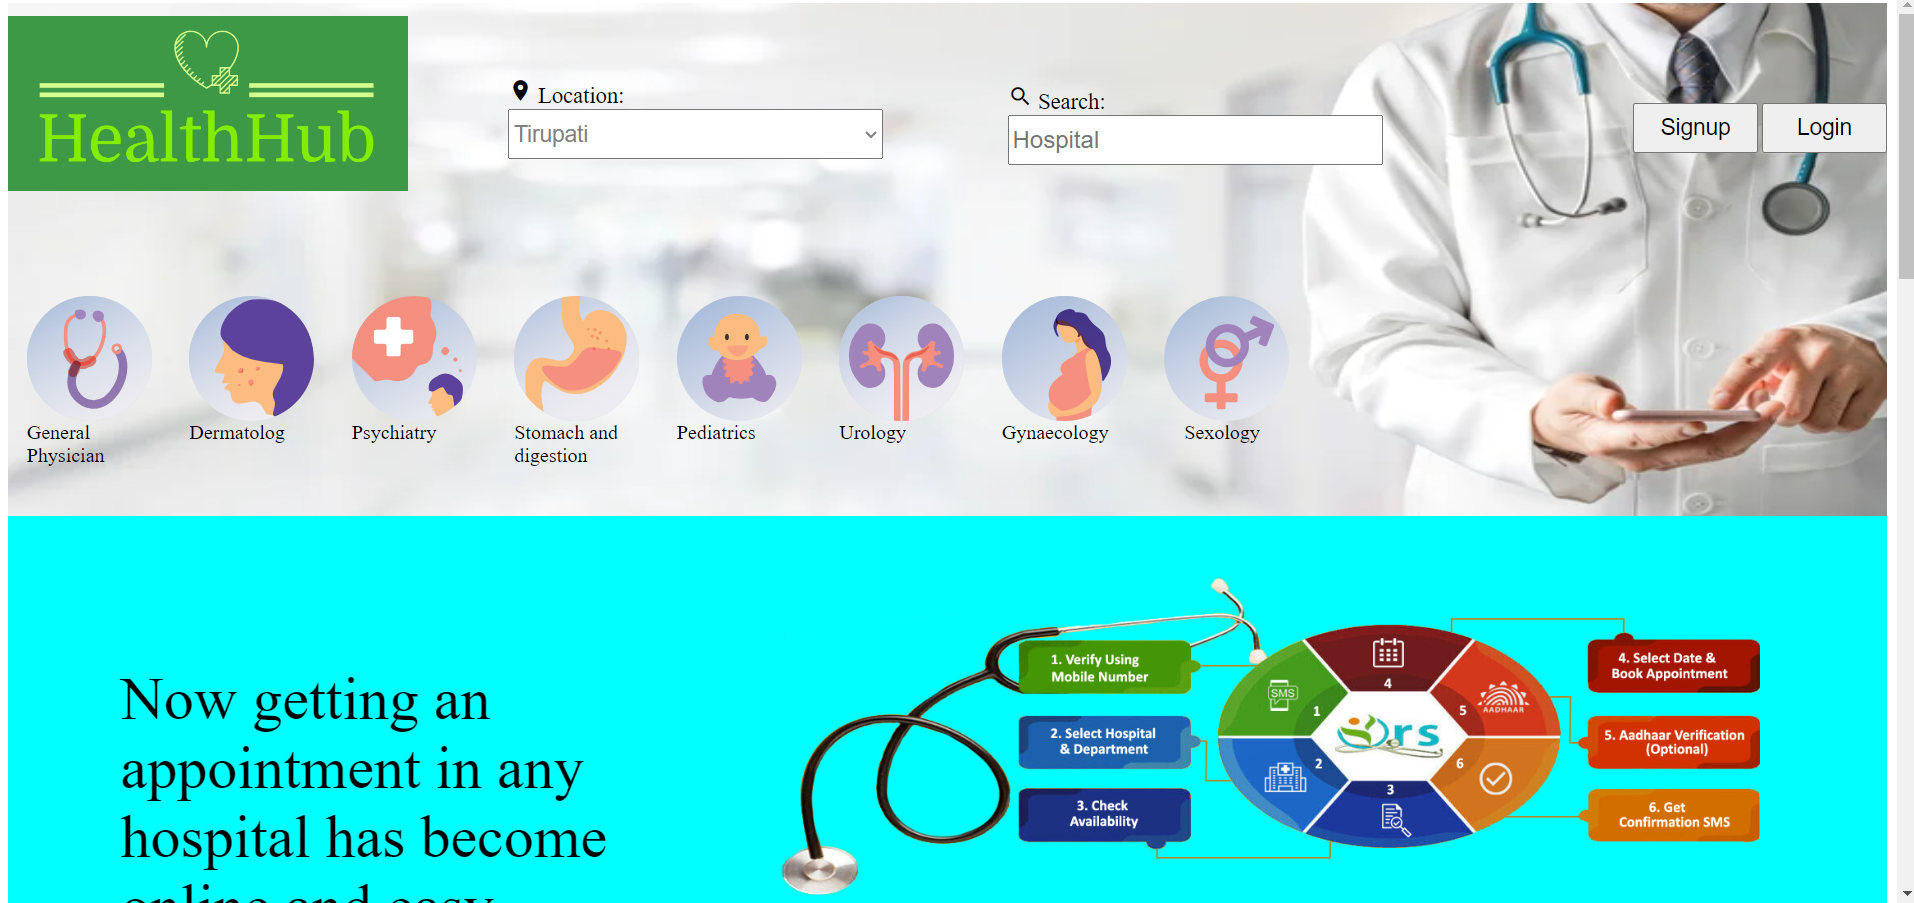 HealthHub
Location:
Tirupati
Search:
Hospital
Signup
Login
General
Physician
Dermatolog
Psychiatry
Stomach and
digestion
Pediatrics
Urology
Gynaecology
Sexology
Now getting an
appointment in any
hospital has become
online and easy
1. Verify Using
Mobile Number
2. Select Hospital
& Department
3. Check
Availability
SMS
1
2
3
4
5
6
AADHAAR
Ors
4. Select Date &
Book Appointment
5. Aadhaar Verification
(Optional)
6. Get
Confirmation SMS